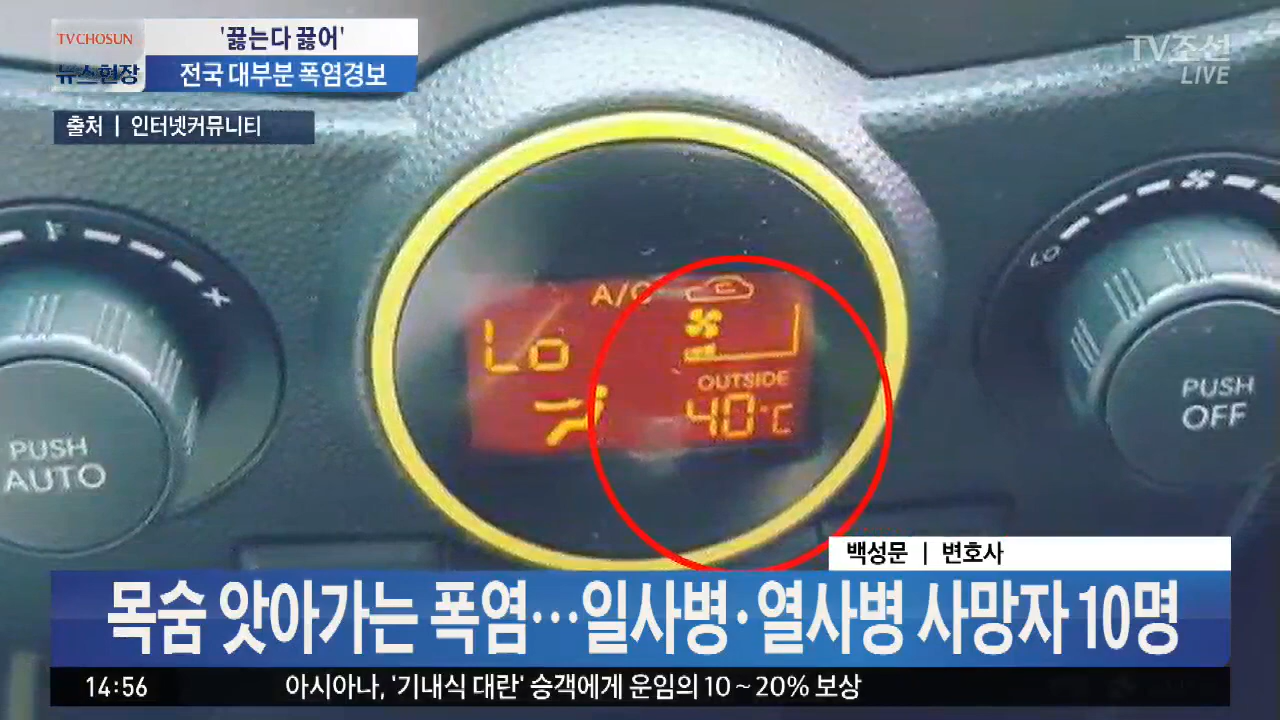 TV CHOSUN
뉴스현장
'끓는다 끓어'
전국 대부분 폭염경보
출처 | 인터넷커뮤니티
TV조선
LIVE
A/C
Lo
OUTSIDE
40°C
LO
PUSH
AUTO
PUSH
OFF
백성문 | 변호사
목숨 앗아가는 폭염…일사병·열사병 사망자 10명
14:56
아시아나, '기내식 대란' 승객에게 운임의 10~20% 보상